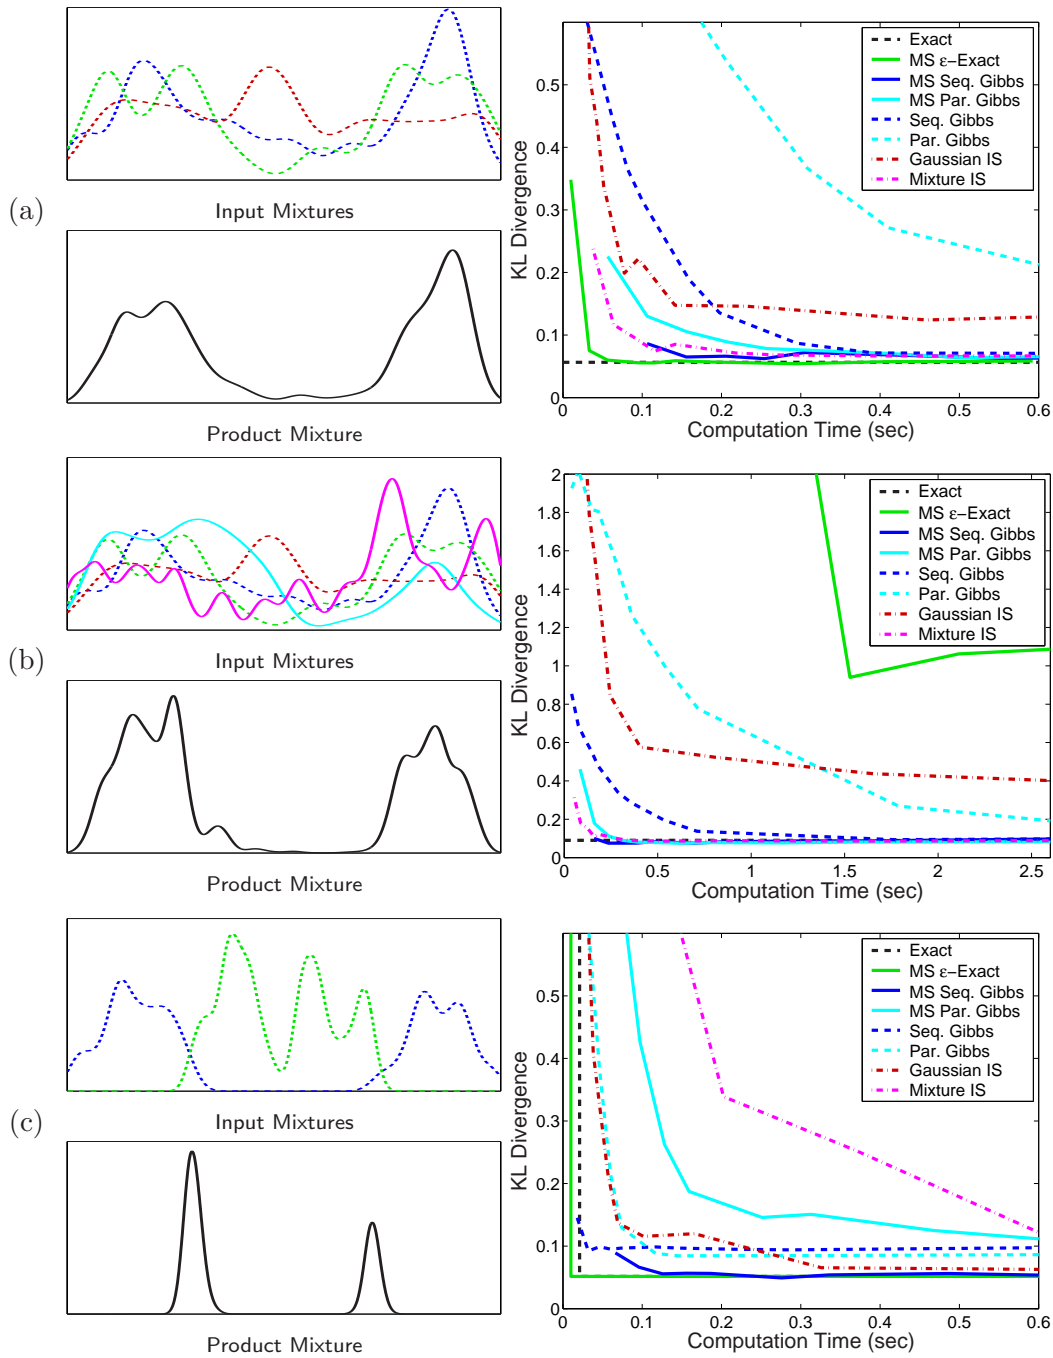 (a)
Input Mixtures
Product Mixture
KL Divergence
0.5
0.4
0.3
0.2
0.1
0
0 0.1 0.2 0.3 0.4 0.5 0.6
Computation Time (sec)
Exact
MS ε−Exact
MS Seq. Gibbs
MS Par. Gibbs
Seq. Gibbs
Par. Gibbs
Gaussian IS
Mixture IS
(b)
Input Mixtures
Product Mixture
KL Divergence
2
1.8
1.6
1.4
1.2
1
0.8
0.6
0.4
0.2
0
0 0.5 1 1.5 2 2.5
Computation Time (sec)
Exact
MS ε−Exact
MS Seq. Gibbs
MS Par. Gibbs
Seq. Gibbs
Par. Gibbs
Gaussian IS
Mixture IS
(c)
Input Mixtures
Product Mixture
KL Divergence
0.5
0.4
0.3
0.2
0.1
0
0 0.1 0.2 0.3 0.4 0.5 0.6
Computation Time (sec)
Exact
MS ε−Exact
MS Seq. Gibbs
MS Par. Gibbs
Seq. Gibbs
Par. Gibbs
Gaussian IS
Mixture IS